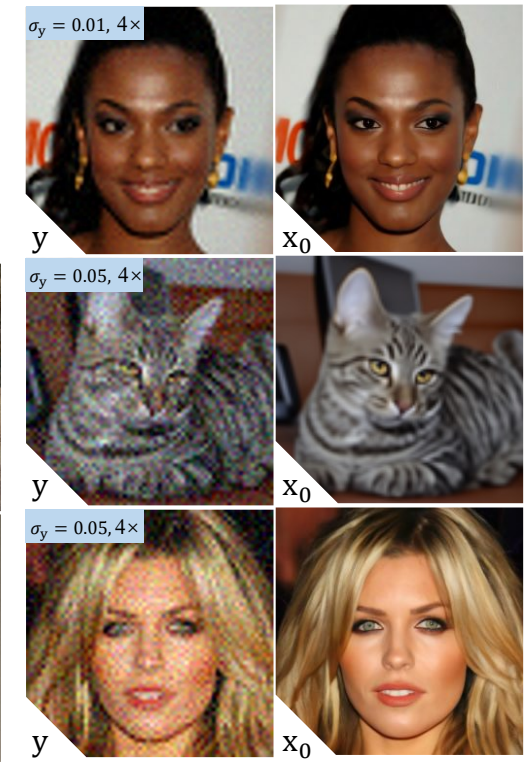 σy = 0.01, 4×
y
x₀
σy = 0.05, 4×
y
x₀
σy = 0.05, 4×
y
x₀